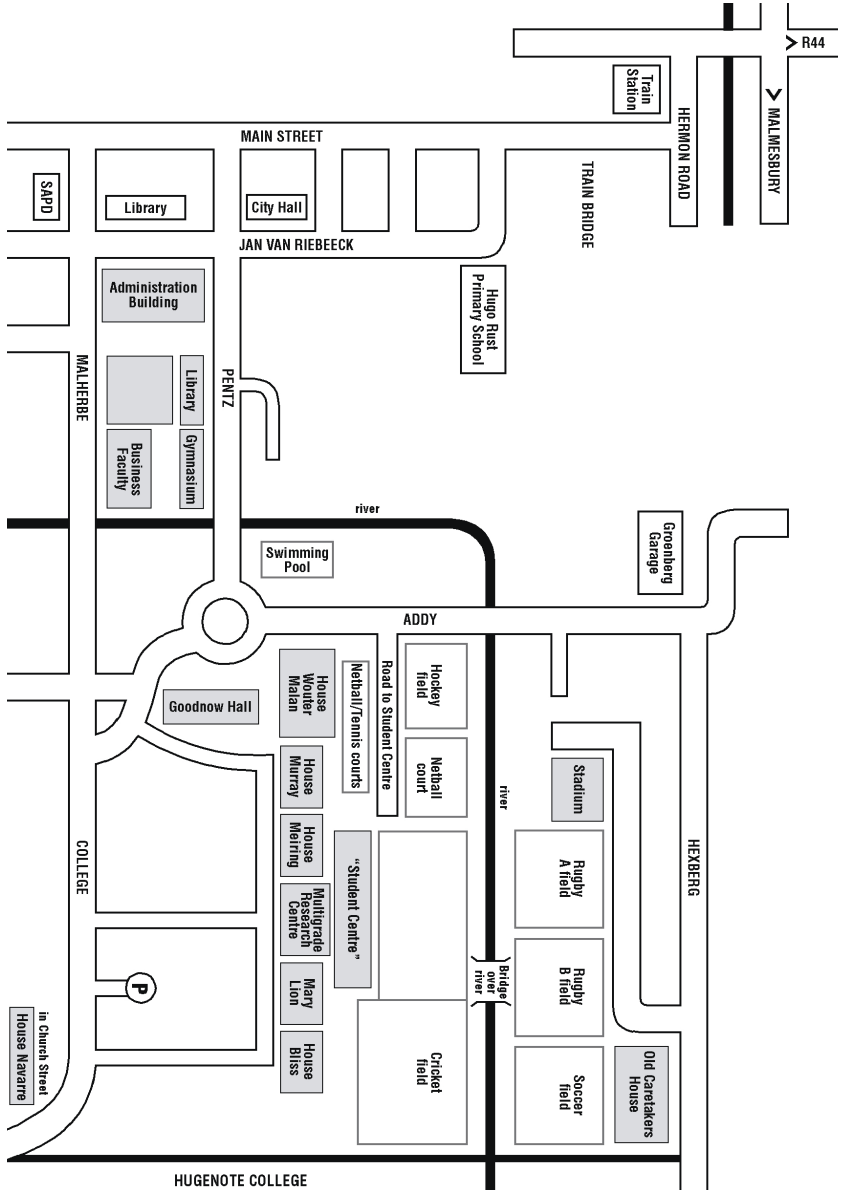 R44
Train
Station
HERMON ROAD
MALMESBURY
MAIN STREET
TRAIN BRIDGE
SAPD
Library
City Hall
JAN VAN RIEBEECK
Administration
Building
Hugo Rust
Primary School
MALHERBE
Library
PENTZ
Business
Faculty
Gymnasium
river
Swimming
Pool
Groenberg
Garage
ADDY
House
Wouter
Malan
Netball/Tennis courts
Road to Student Centre
Hockey
field
Goodnow Hall
House
Murray
Netball
court
river
Stadium
COLLEGE
House
Meiring
"Student Centre"
Rugby
A field
HEXBERG
Multigrade
Research
Centre
Mary
Lion
Bridge
over
river
Rugby
B field
P
in Church Street
House Navarre
House
Bliss
Cricket
field
Soccer
field
Old Caretakers
House
HUGENOTE COLLEGE